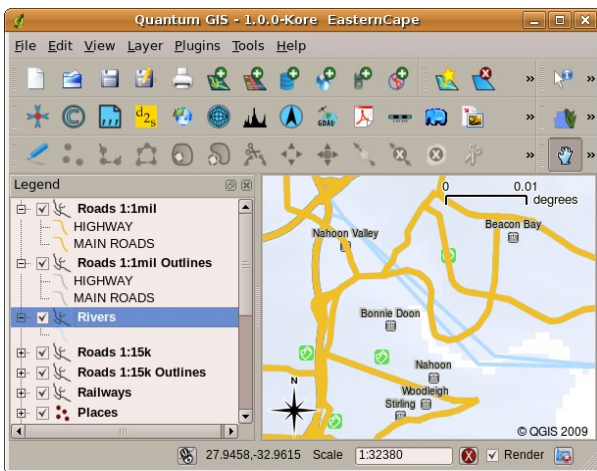 Quantum GIS - 1.0.0-Kore EasternCape
File Edit View Layer Plugins Tools Help
d2s
GDAL
Legend
Roads 1:1mil
HIGHWAY
MAIN ROADS
Roads 1:1mil Outlines
HIGHWAY
MAIN ROADS
Rivers
Roads 1:15k
Roads 1:15k Outlines
Railways
Places
0 0.01
degrees
Nahoon Valley
Beacon Bay
Bonnie Doon
Nahoon
Woodleigh
Stirling
N
© QGIS 2009
27.9458,-32.9615 Scale 1:32380 Render